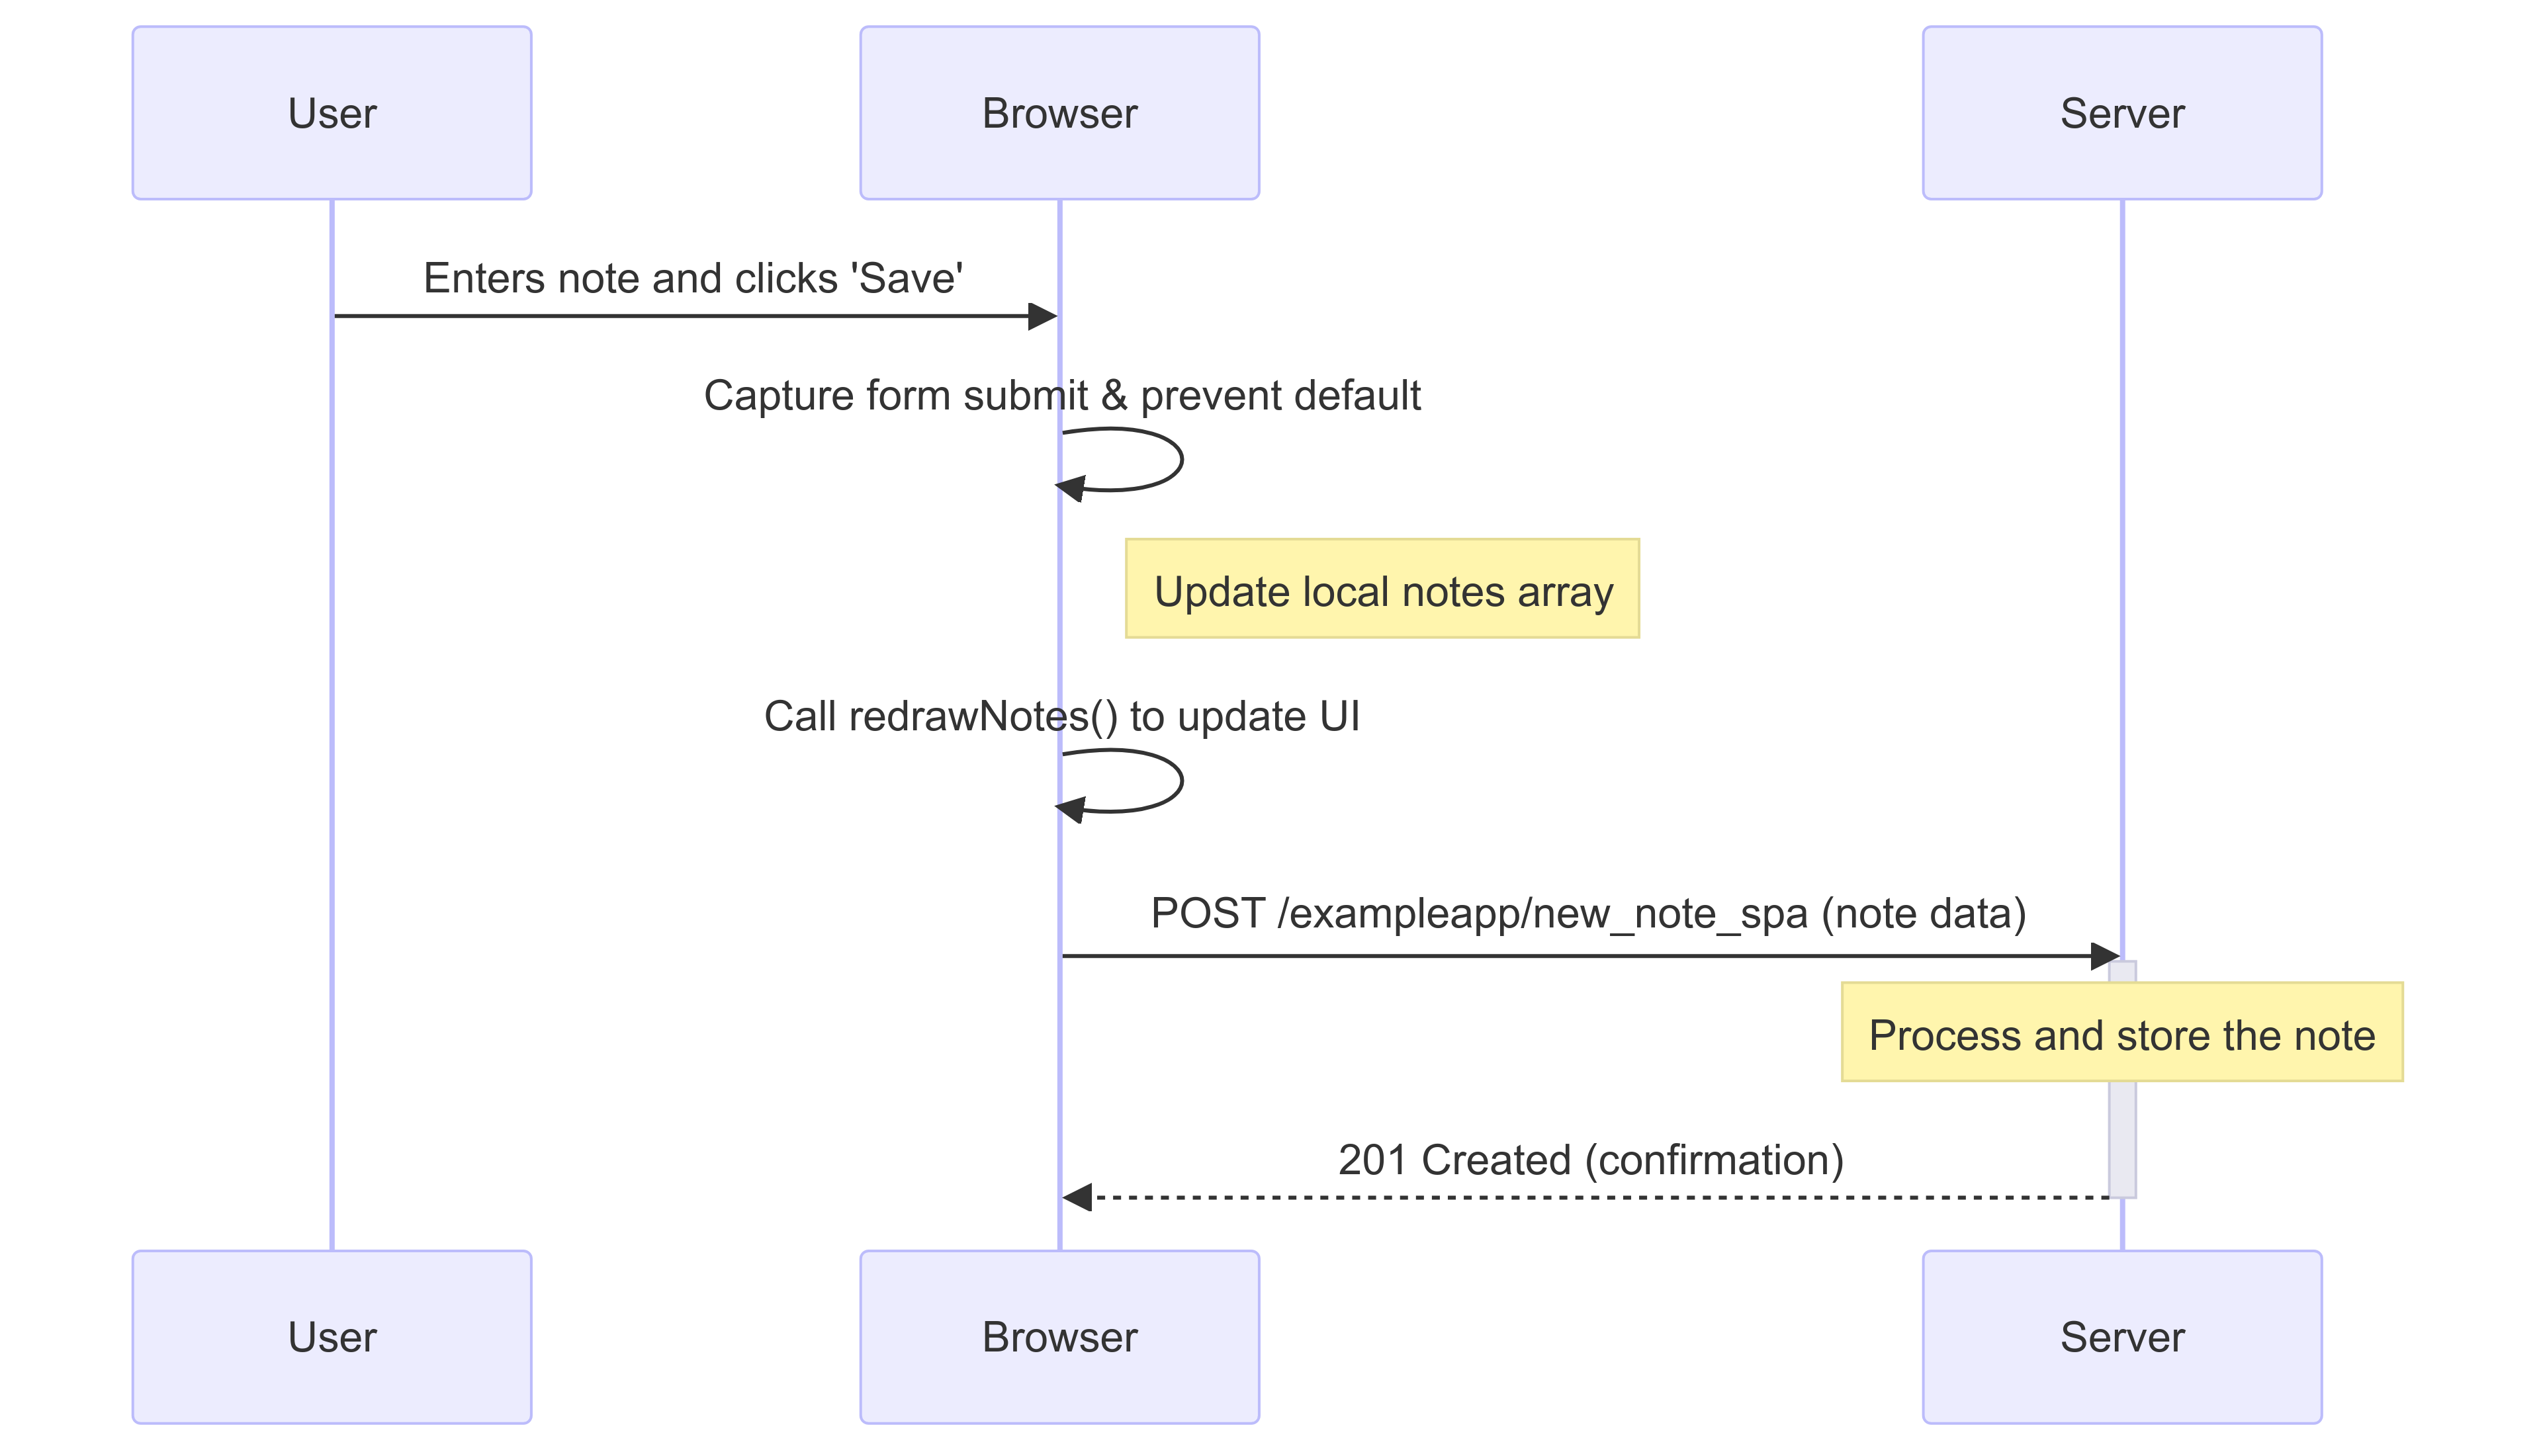 User
Browser
Server
Enters note and clicks 'Save'
Capture form submit & prevent default
Update local notes array
Call redrawNotes() to update UI
POST /exampleapp/new_note_spa (note data)
Process and store the note
201 Created (confirmation)
User
Browser
Server